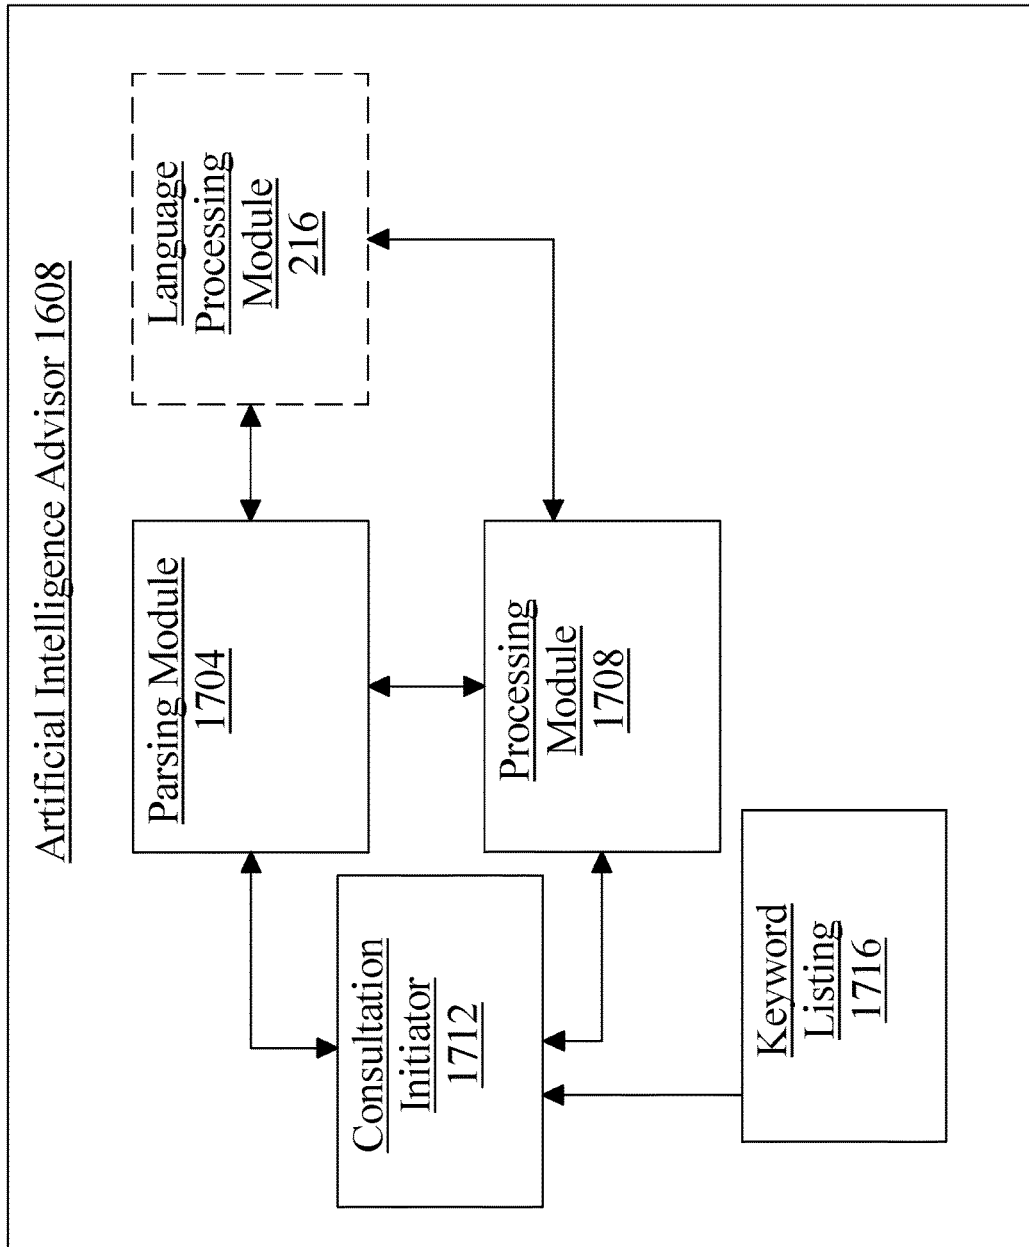 Artificial Intelligence Advisor 1608
Consultation
Initiator
1712
Parsing Module
1704
Language
Processing
Module
216
Processing
Module
1708
Keyword
Listing
1716